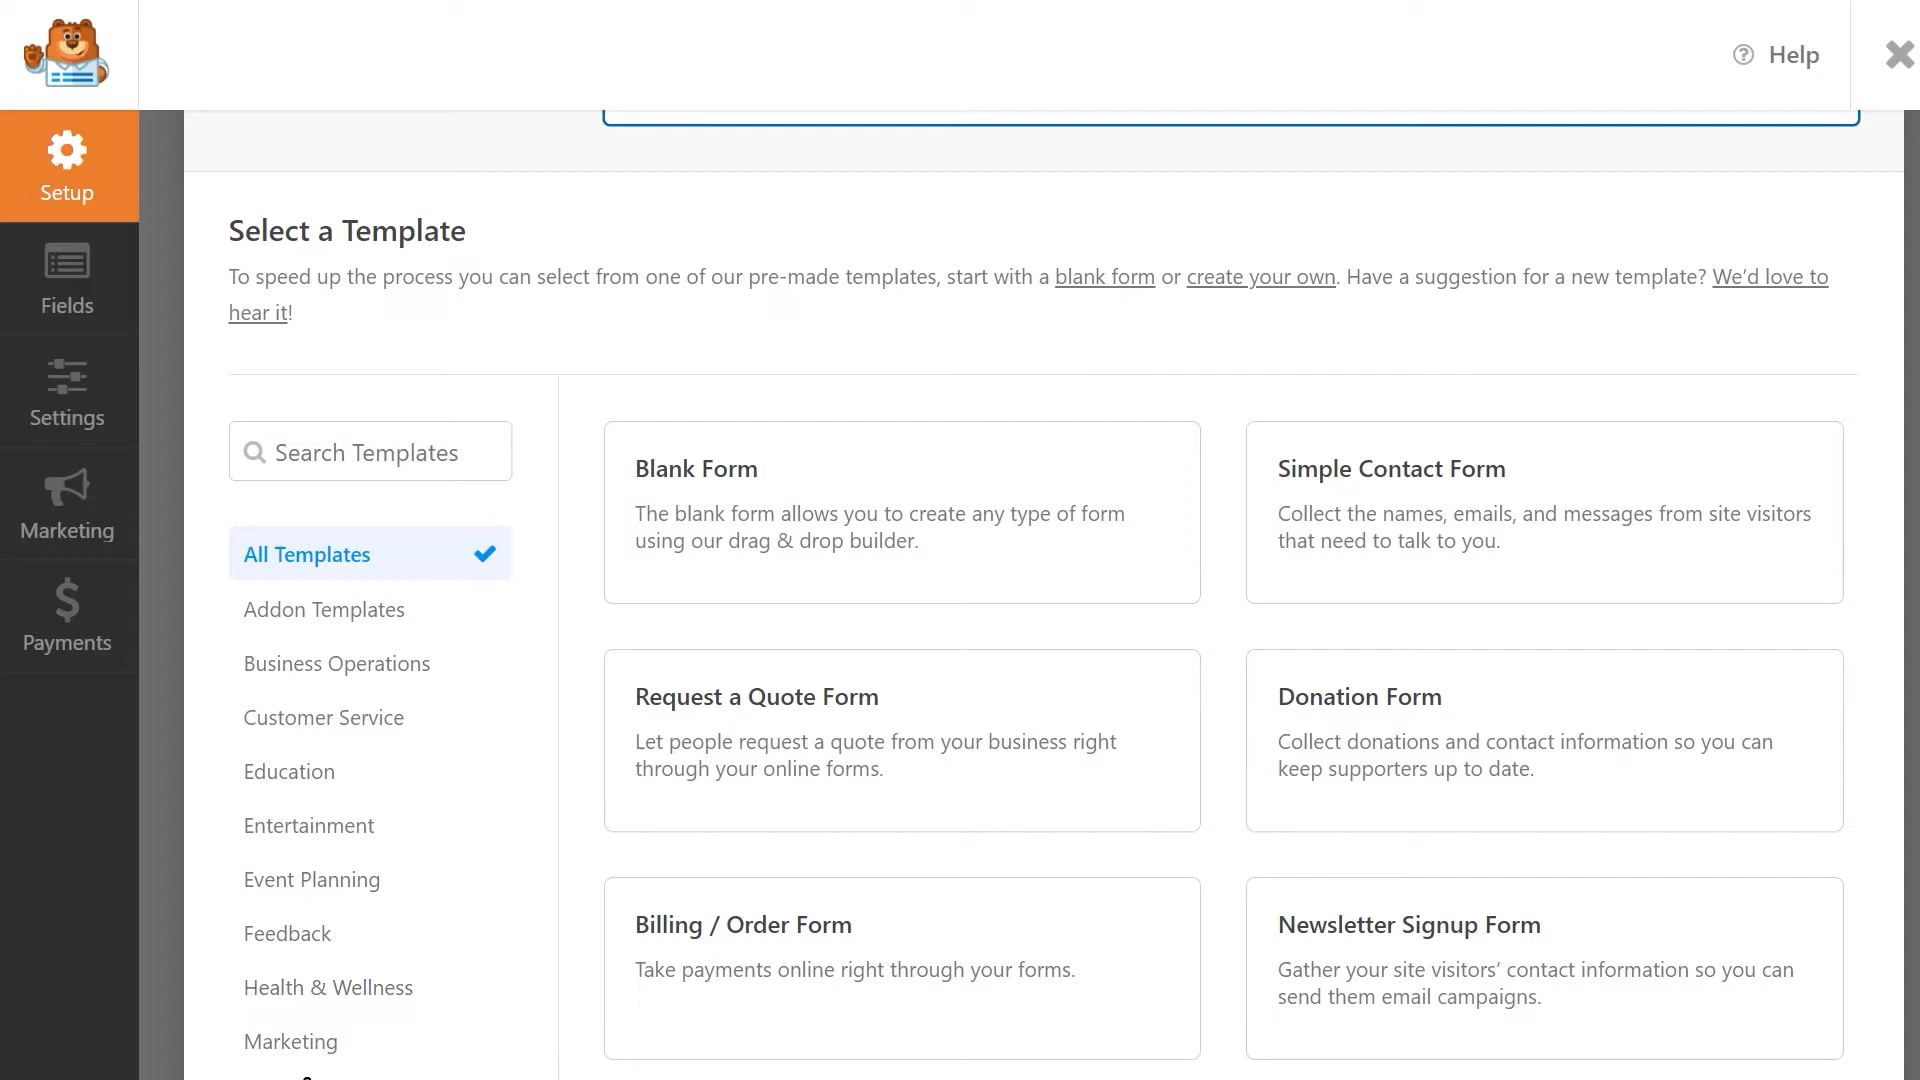 Help
Setup
Fields
Settings
Marketing
Payments
Select a Template
To speed up the process you can select from one of our pre-made templates, start with a blank form or create your own. Have a suggestion for a new template? We’d love to
hear it!
Search Templates
All Templates
Addon Templates
Business Operations
Customer Service
Education
Entertainment
Event Planning
Feedback
Health & Wellness
Marketing
Blank Form
The blank form allows you to create any type of form
using our drag & drop builder.
Simple Contact Form
Collect the names, emails, and messages from site visitors
that need to talk to you.
Request a Quote Form
Let people request a quote from your business right
through your online forms.
Donation Form
Collect donations and contact information so you can
keep supporters up to date.
Billing / Order Form
Take payments online right through your forms.
Newsletter Signup Form
Gather your site visitors’ contact information so you can
send them email campaigns.